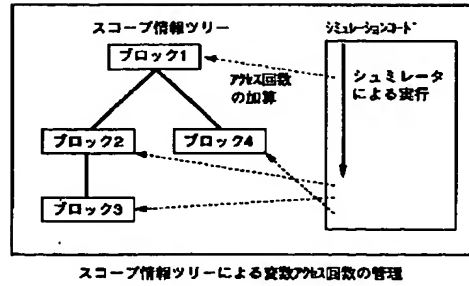 スコープ情報ツリー
シミュレーションコード
ブロック1
アクセス回数
の加算
シュミレータ
による実行
ブロック2
ブロック4
ブロック3
スコープ情報ツリーによる変数アクセス回数の管理